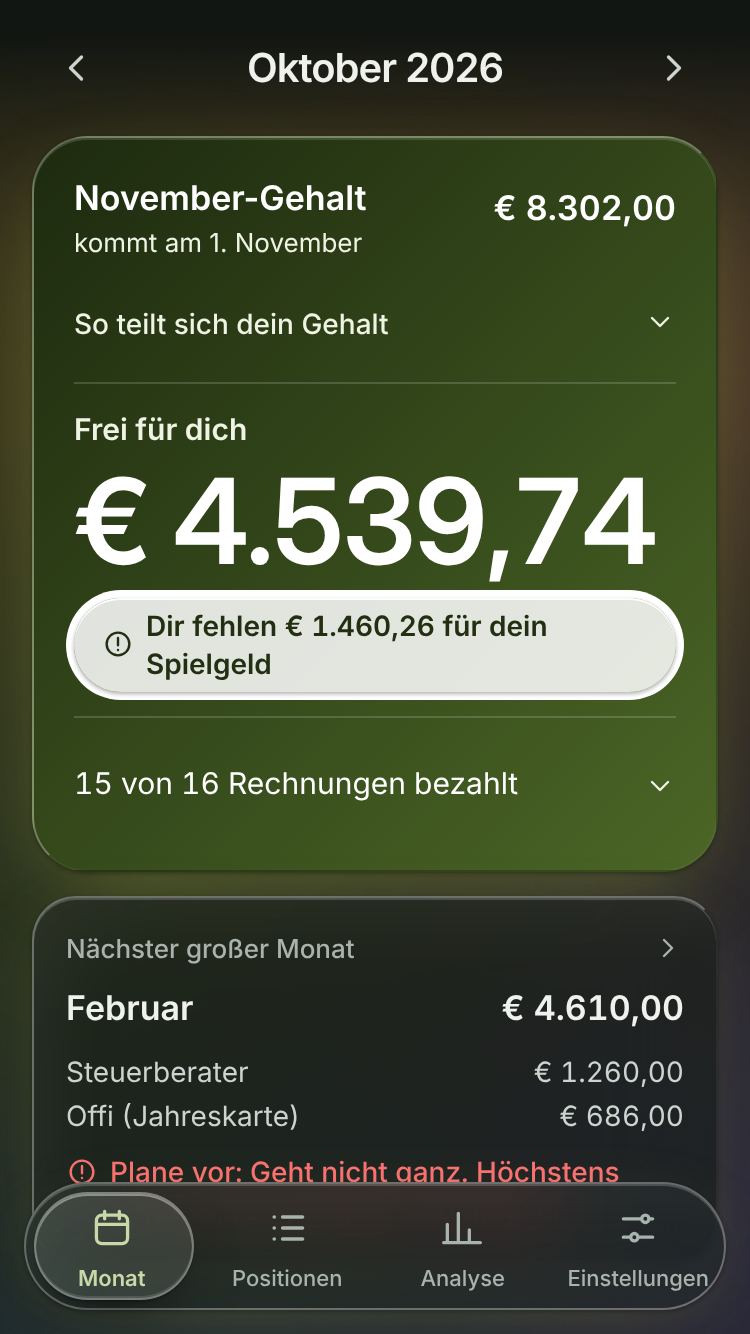 Oktober 2026
November-Gehalt
€ 8.302,00
kommt am 1. November
So teilt sich dein Gehalt
Frei für dich
€ 4.539,74
Dir fehlen € 1.460,26 für dein
Spielgeld
15 von 16 Rechnungen bezahlt
Nächster großer Monat
Februar
€ 4.610,00
Steuerberater
€ 1.260,00
Offi (Jahreskarte)
€ 686,00
Plane vor: Geht nicht ganz. Höchstens
Monat
Positionen
Analyse
Einstellungen